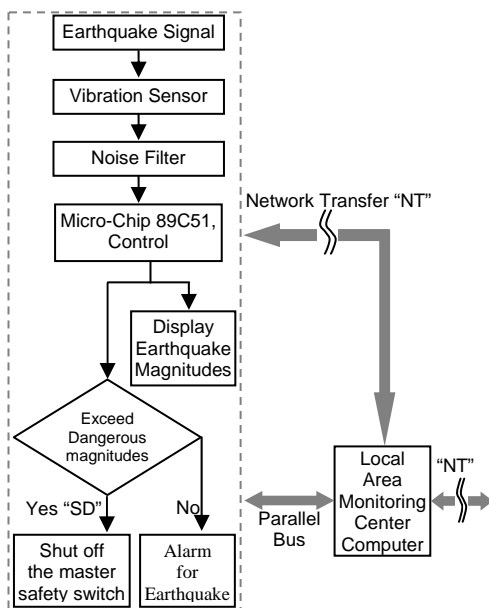 Earthquake Signal
Vibration Sensor
Noise Filter
Network Transfer “NT”
Micro-Chip 89C51,
Control
Display
Earthquake
Magnitudes
Exceed
Dangerous
magnitudes
Local
Area
Monitoring
Center
Computer
“NT”
Parallel
Bus
Yes “SD”
No
Shut off
the master
safety switch
Alarm
for
Earthquake